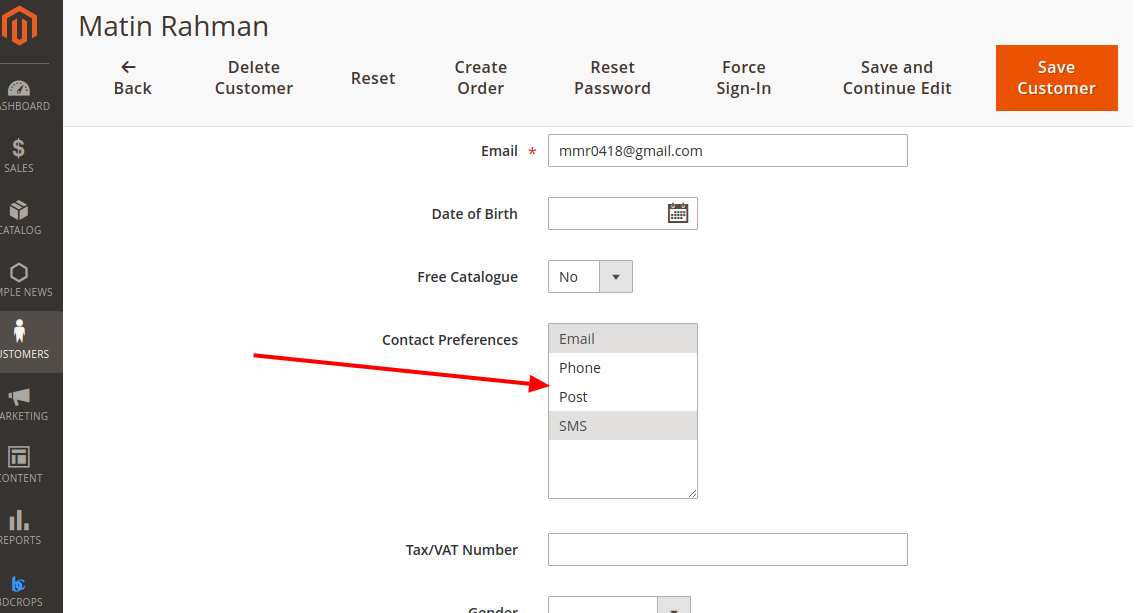 Matin Rahman
← Back
Delete Customer
Reset
Create Order
Reset Password
Force Sign-In
Save and Continue Edit
Save Customer
ASHBOARD
SALES
CATALOG
MPLE NEWS
USTOMERS
ARKETING
CONTENT
REPORTS
BDCROPS
Email *
mmr0418@gmail.com
Date of Birth
Free Catalogue
No
Contact Preferences
Email
Phone
Post
SMS
Tax/VAT Number
Gender